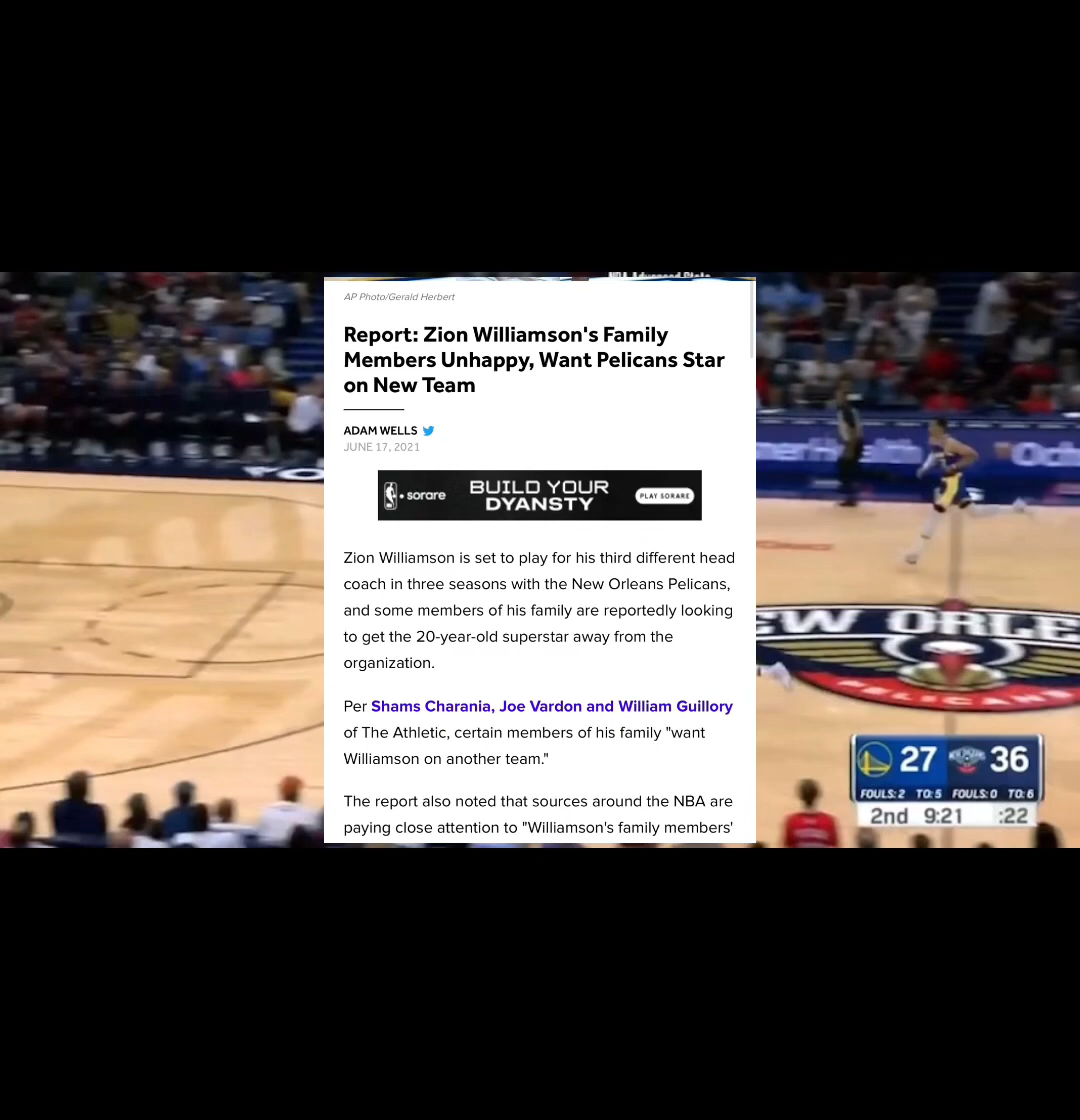 AP Photo/Gerald Herbert
Report: Zion Williamson's Family
Members Unhappy, Want Pelicans Star
on New Team
ADAM WELLS
JUNE 17, 2021
sorare
BUILD YOUR
DYANSTY
PLAY SORARE
Zion Williamson is set to play for his third different head
coach in three seasons with the New Orleans Pelicans,
and some members of his family are reportedly looking
to get the 20-year-old superstar away from the
organization.
Per Shams Charania, Joe Vardon and William Guillory
of The Athletic, certain members of his family "want
Williamson on another team."
The report also noted that sources around the NBA are
paying close attention to "Williamson's family members'
EW ORLE
PELICANS
27
36
FOULS: 2 TO: 5 FOULS: 0 TO: 6
2nd 9:21 :22